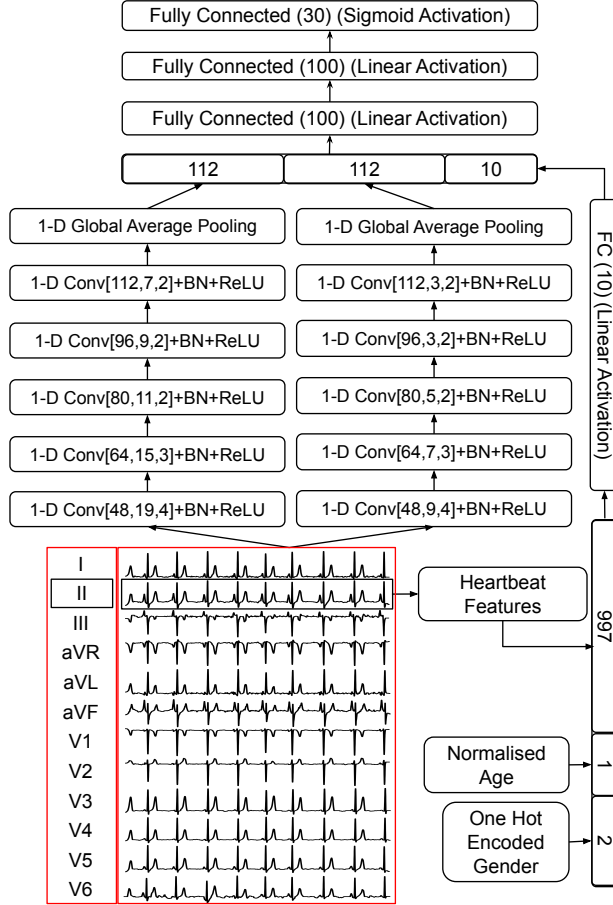 Fully Connected (30) (Sigmoid Activation)
Fully Connected (100) (Linear Activation)
Fully Connected (100) (Linear Activation)
112
112
10
1-D Global Average Pooling
1-D Conv[112,7,2]+BN+ReLU
1-D Conv[96,9,2]+BN+ReLU
1-D Conv[80,11,2]+BN+ReLU
1-D Conv[64,15,3]+BN+ReLU
1-D Conv[48,19,4]+BN+ReLU
1-D Global Average Pooling
1-D Conv[112,3,2]+BN+ReLU
1-D Conv[96,3,2]+BN+ReLU
1-D Conv[80,5,2]+BN+ReLU
1-D Conv[64,7,3]+BN+ReLU
1-D Conv[48,9,4]+BN+ReLU
FC (10) (Linear Activation)
I
II
III
aVR
aVL
aVF
V1
V2
V3
V4
V5
V6
Heartbeat
Features
997
Normalised
Age
1
One Hot
Encoded
Gender
2